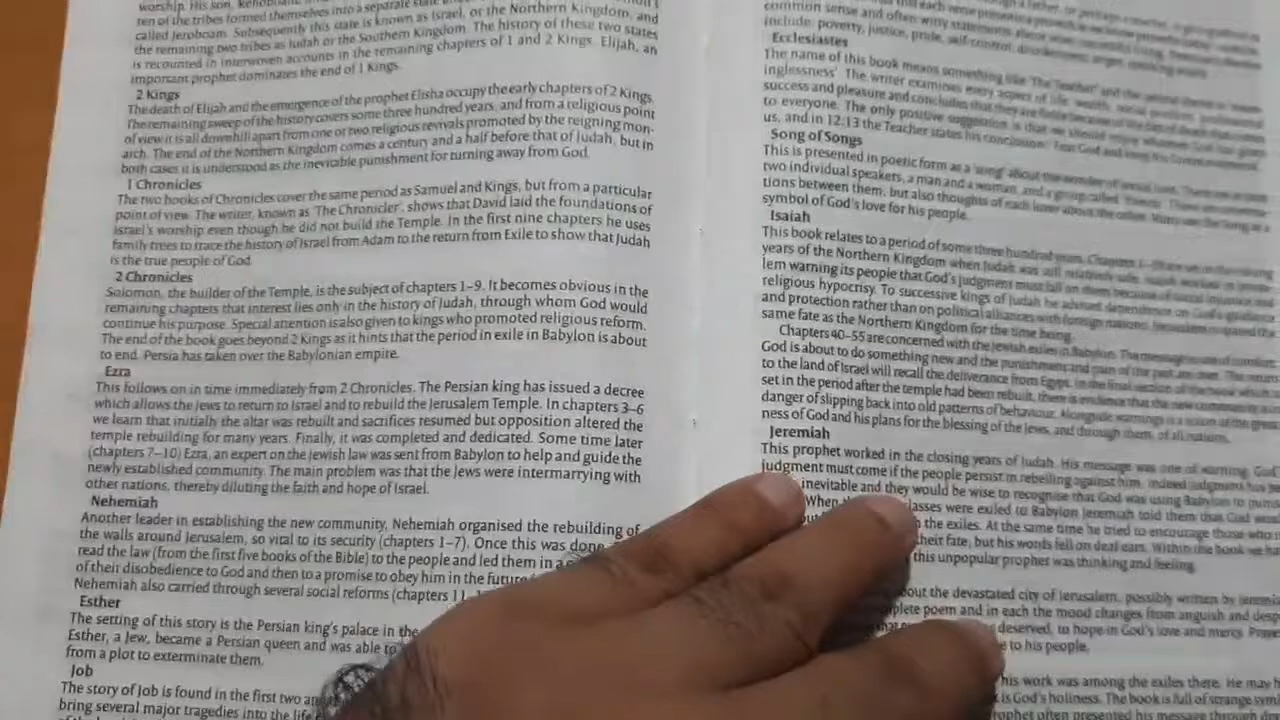 worship. His son,
ten of the tribes formed themselves into a separate state
called Jeroboam. Subsequently this state is known as Israel, or the Northern Kingdom, and
the remaining two tribes as Judah or the Southern Kingdom. The history of these two states
is recounted in interwoven accounts in the remaining chapters of 1 and 2 Kings. Elijah, an
important prophet dominates the end of 1 Kings.
2 Kings
The death of Elijah and the emergence of the prophet Elisha occupy the early chapters of 2 Kings.
The remaining sweep of the history covers some three hundred years, and from a religious point
of view it is all downhill apart from one or two religious revivals promoted by the reigning mon-
arch. The end of the Northern Kingdom comes a century and a half before that of Judah, but in
both cases it is understood as the inevitable punishment for turning away from God.
1 Chronicles
The two books of Chronicles cover the same period as Samuel and Kings, but from a particular
point of view. The writer, known as 'The Chronicler', shows that David laid the foundations of
Israel's worship even though he did not build the Temple. In the first nine chapters he uses
family trees to trace the history of Israel from Adam to the return from Exile to show that Judah
is the true people of God.
2 Chronicles
Solomon, the builder of the Temple, is the subject of chapters 1–9. It becomes obvious in the
remaining chapters that interest lies only in the history of Judah, through whom God would
continue his purpose. Special attention is also given to kings who promoted religious reform.
The end of the book goes beyond 2 Kings as it hints that the period in exile in Babylon is about
to end. Persia has taken over the Babylonian empire.
Ezra
This follows on in time immediately from 2 Chronicles. The Persian king has issued a decree
which allows the Jews to return to Israel and to rebuild the Jerusalem Temple. In chapters 3–6
we learn that initially the altar was rebuilt and sacrifices resumed but opposition altered the
temple rebuilding for many years. Finally, it was completed and dedicated. Some time later
(chapters 7–10) Ezra, an expert on the Jewish law was sent from Babylon to help and guide the
newly established community. The main problem was that the Jews were intermarrying with
other nations, thereby diluting the faith and hope of Israel.
Nehemiah
Another leader in establishing the new community, Nehemiah organised the rebuilding of
the walls around Jerusalem, so vital to its security (chapters 1–7). Once this was done
read the law (from the first five books of the Bible) to the people and led them in a
of their disobedience to God and then to a promise to obey him in the future
Nehemiah also carried through several social reforms (chapters 11
Esther
The setting of this story is the Persian king's palace in the
Esther, a Jew, became a Persian queen and was able to
from a plot to exterminate them.
Job
The story of Job is found in the first two
bring several major tragedies into the life
common sense and often witty statements about
include: poverty, justice, pride, self-control,
Ecclesiastes
The name of this book means something like 'The Teacher' and the
inglessness'. The writer examines every aspect of life:
success and pleasure and concludes that they are
to everyone. The only positive suggestion is that we should enjoy whatever God has
us, and in 12:13 the Teacher states his conclusion: 'Fear God and keep his
Song of Songs
This is presented in poetic form as a 'song' about the wonder of sexual love. There are
two individual speakers, a man and a woman, and a group called 'friends'.
tions between them, but also thoughts of each lover about the other. Many see the song as a
symbol of God's love for his people.
Isaiah
This book relates to a period of some three hundred years. Chapters 1–39 are set in the
years of the Northern Kingdom when Judah was still relatively safe. Isaiah worked in
lem warning its people that God's judgment must fall on them because of social injustice and
religious hypocrisy. To successive kings of Judah he advised dependence on God's guidance
and protection rather than on political alliances with foreign nations. Jerusalem escaped the
same fate as the Northern Kingdom for the time being.
Chapters 40–55 are concerned with the Jewish exiles in Babylon. The message is one of comfort.
God is about to do something new and the punishment and pain of the past are over. The return
to the land of Israel will recall the deliverance from Egypt. In the final section of the
set in the period after the temple had been rebuilt, there is evidence that the new community is in
danger of slipping back into old patterns of behaviour. Alongside warnings is a vision of the great-
ness of God and his plans for the blessing of the Jews, and through them, of all nations.
Jeremiah
This prophet worked in the closing years of Judah. His message was one of warning. God's
judgment must come if the people persist in rebelling against him. Indeed judgment
inevitable and they would be wise to recognise that God was using Babylon to
When classes were exiled to Babylon Jeremiah told them that God
the exiles. At the same time he tried to encourage those who
their fate, but his words fell on deaf ears. Within the book we
this unpopular prophet was thinking and feeling.
about the devastated city of Jerusalem, possibly written by
poem and in each the mood changes from anguish and
deserved, to hope in God's love and mercy.
to his people.
his work was among the exiles there. He may
is God's holiness. The book is full of strange
often presented his message through